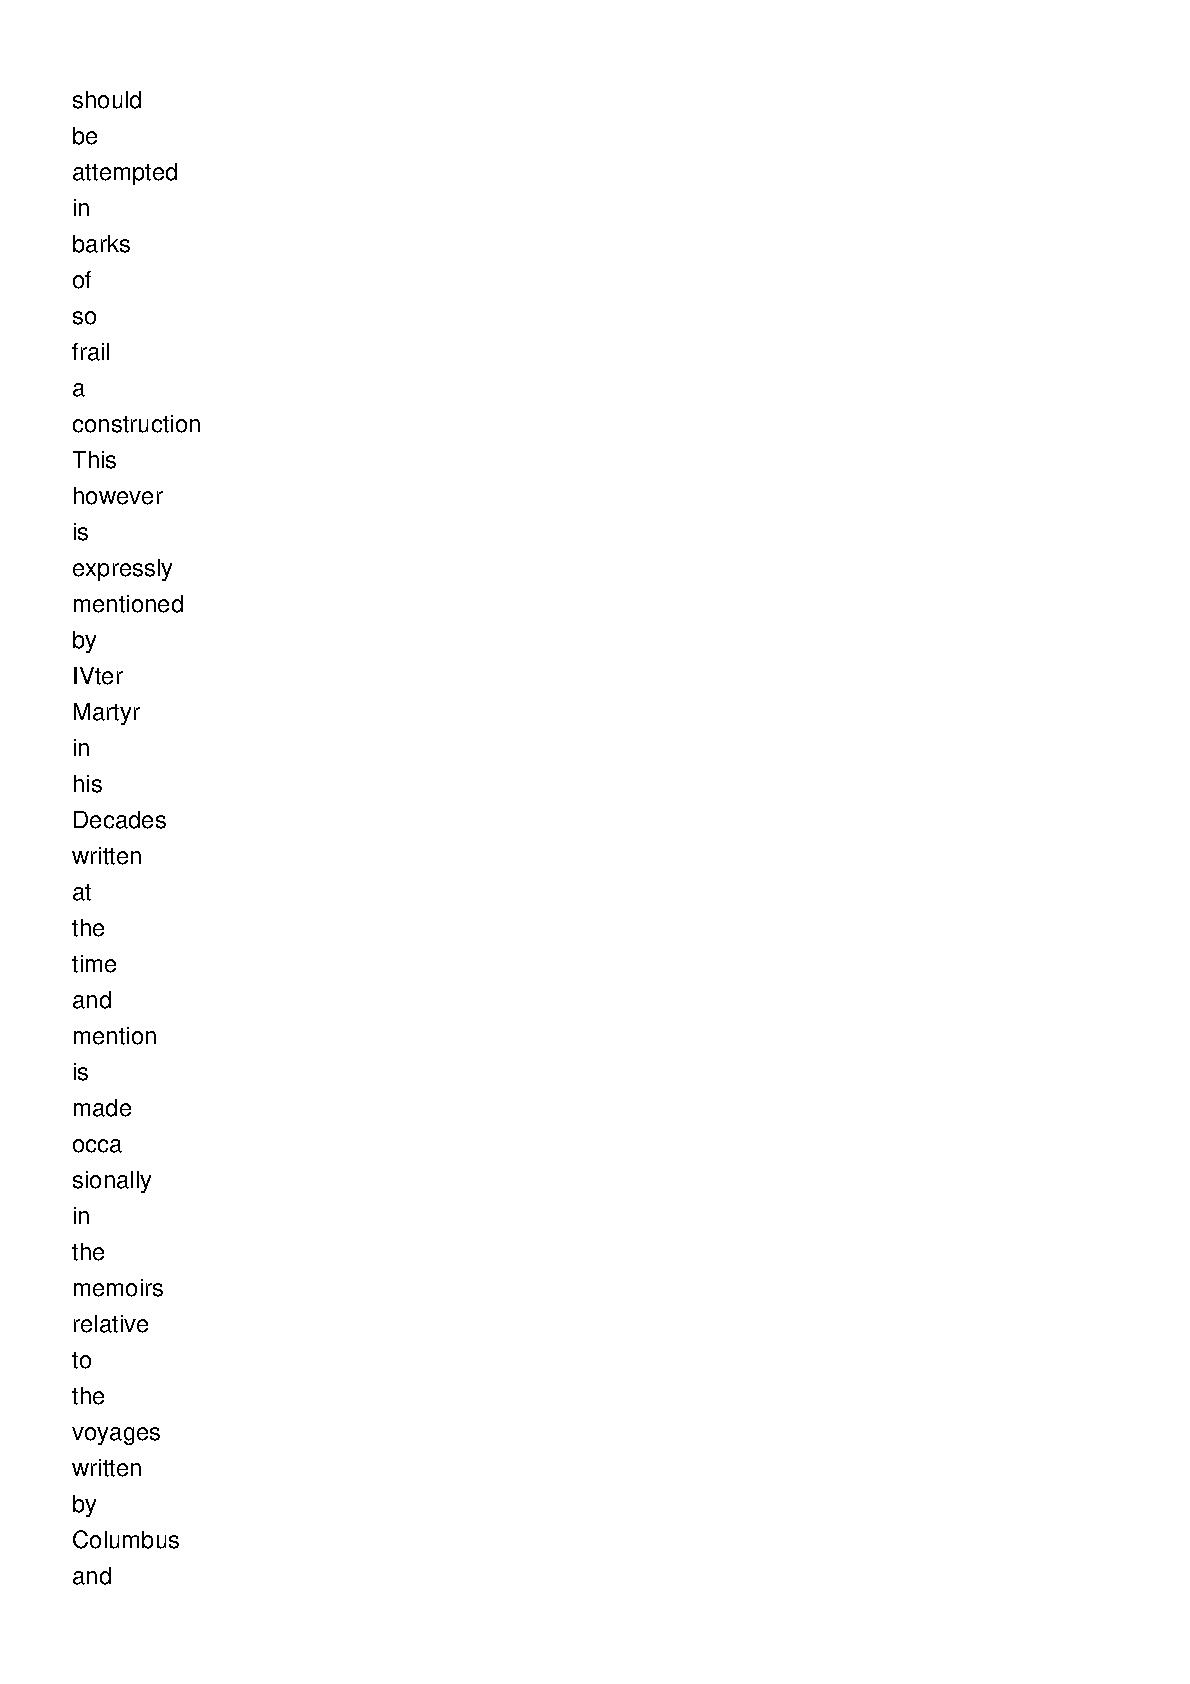 should
be
attempted
in
barks
of
so
frail
a
construction
This
however
is
expressly
mentioned
by
IVter
Martyr
in
his
Decades
written
at
the
time
and
mention
is
made
occa
sionally
in
the
memoirs
relative
to
the
voyages
written
by
Columbus
and